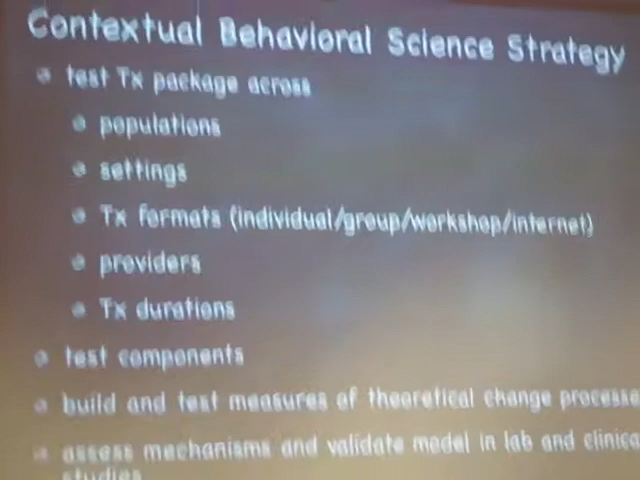 Contextual Behavioral Science Strategy
test Tx package across
populations
settings
Tx formats (individual/group/workshop/internet)
providers
Tx durations
test components
build and test measures of theoretical change processe
assess mechanisms and validate model in lab and clinica
studies